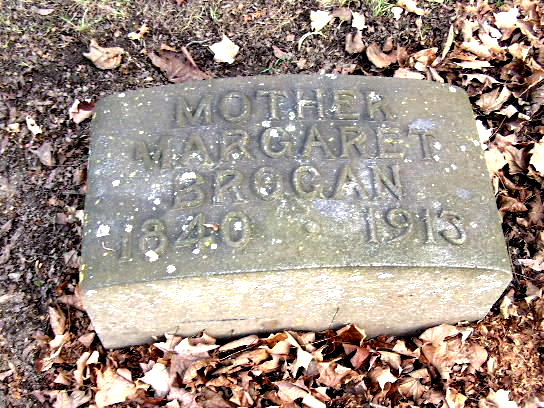 MOTHER
MARGARET
BROGAN
1840 · 1913